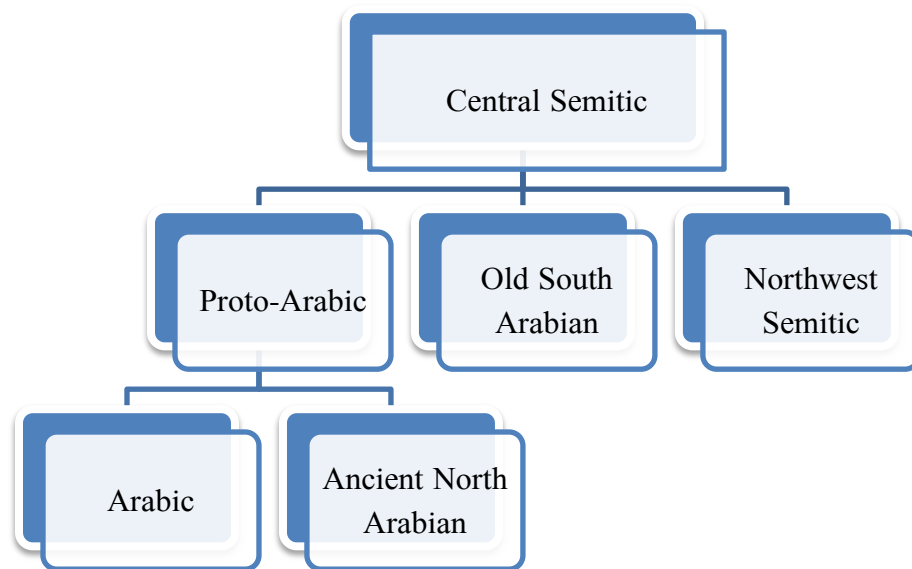 Central Semitic
Proto-Arabic
Old South
Arabian
Northwest
Semitic
Arabic
Ancient North
Arabian